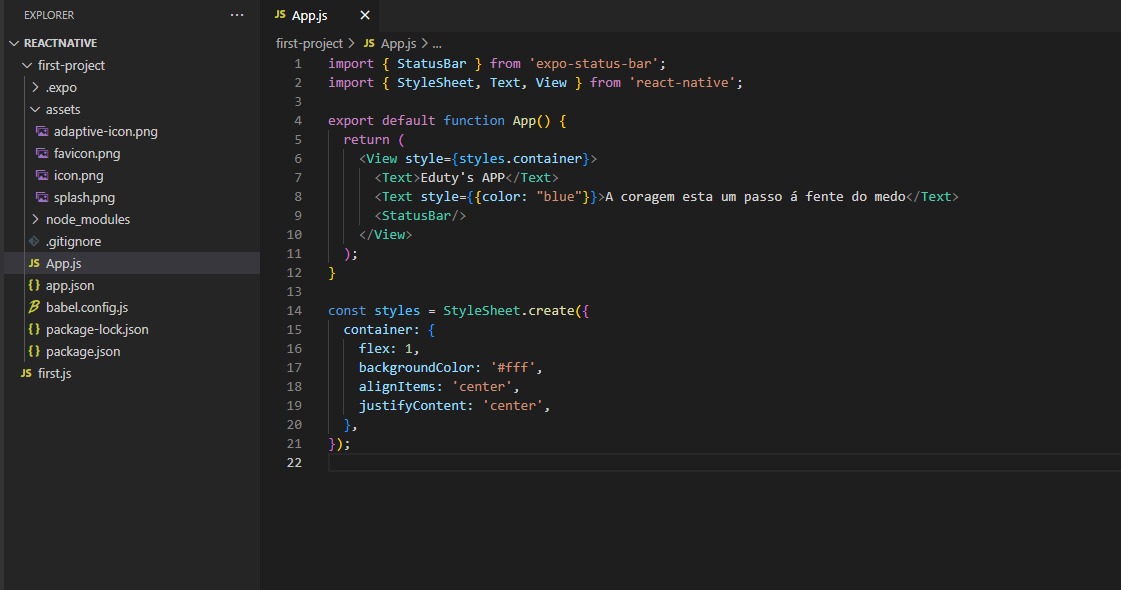 EXPLORER
REACTNATIVE
first-project
.expo
assets
adaptive-icon.png
favicon.png
icon.png
splash.png
node_modules
.gitignore
JS App.js
{} app.json
babel.config.js
{} package-lock.json
{} package.json
JS first.js
JS App.js
first-project > JS App.js > ...
1 import { StatusBar } from 'expo-status-bar';
2 import { StyleSheet, Text, View } from 'react-native';
3
4 export default function App() {
5 return (
6 <View style={styles.container}>
7 <Text>Eduty's APP</Text>
8 <Text style={{color: "blue"}}>A coragem esta um passo á fente do medo</Text>
9 <StatusBar/>
10 </View>
11 );
12 }
13
14 const styles = StyleSheet.create({
15 container: {
16 flex: 1,
17 backgroundColor: '#fff',
18 alignItems: 'center',
19 justifyContent: 'center',
20 },
21 });
22